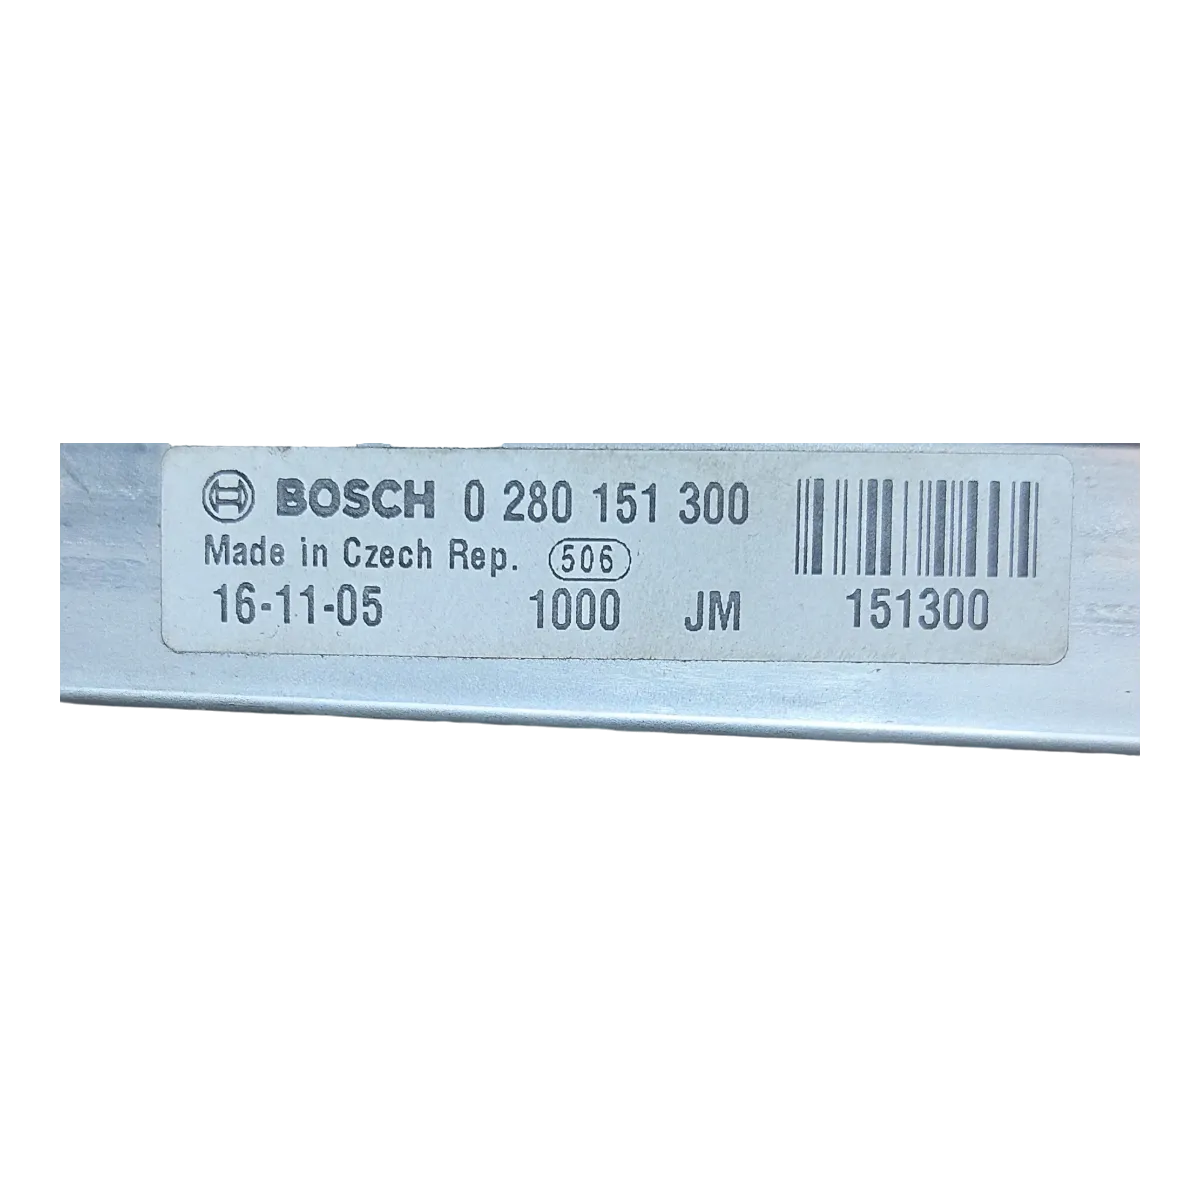 BOSCH 0 280 151 300
Made in Czech Rep. 506
16-11-05 1000 JM 151300